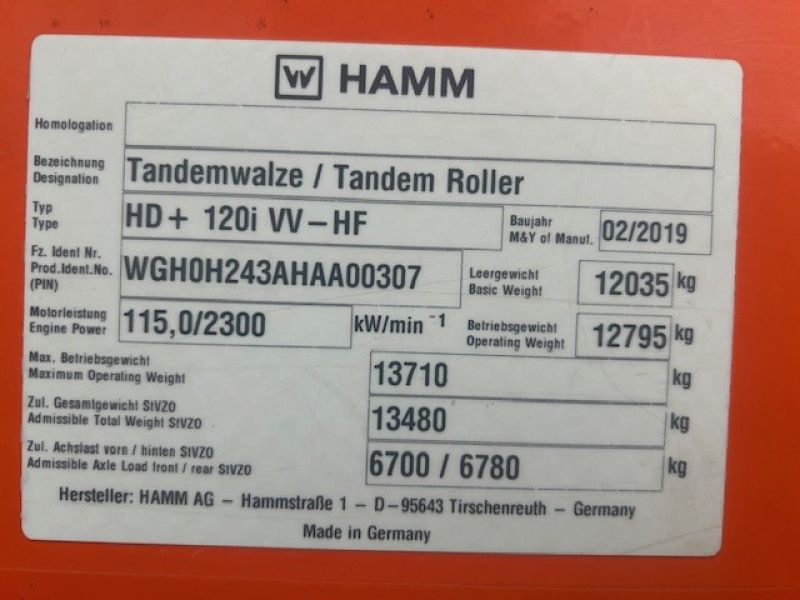 HAMM
Homologation
Bezeichnung
Designation
Tandemwalze / Tandem Roller
Typ
Type
HD+ 120i VV-HF
Baujahr
M&Y of Manuf.
02/2019
Fz. Ident Nr.
Prod.Ident.No.
(PIN)
WGH0H243AHAA00307
Leergewicht
Basic Weight
12035 kg
Motorleistung
Engine Power
115,0/2300 kW/min ⁻¹
Betriebsgewicht
Operating Weight
12795 kg
Max. Betriebsgewicht
Maximum Operating Weight
13710 kg
Zul. Gesamtgewicht StVZO
Admissible Total Weight StVZO
13480 kg
Zul. Achslast vorn / hinten StVZO
Admissible Axle Load front / rear StVZO
6700 / 6780 kg
Hersteller: HAMM AG - Hammstraße 1 - D-95643 Tirschenreuth - Germany
Made in Germany